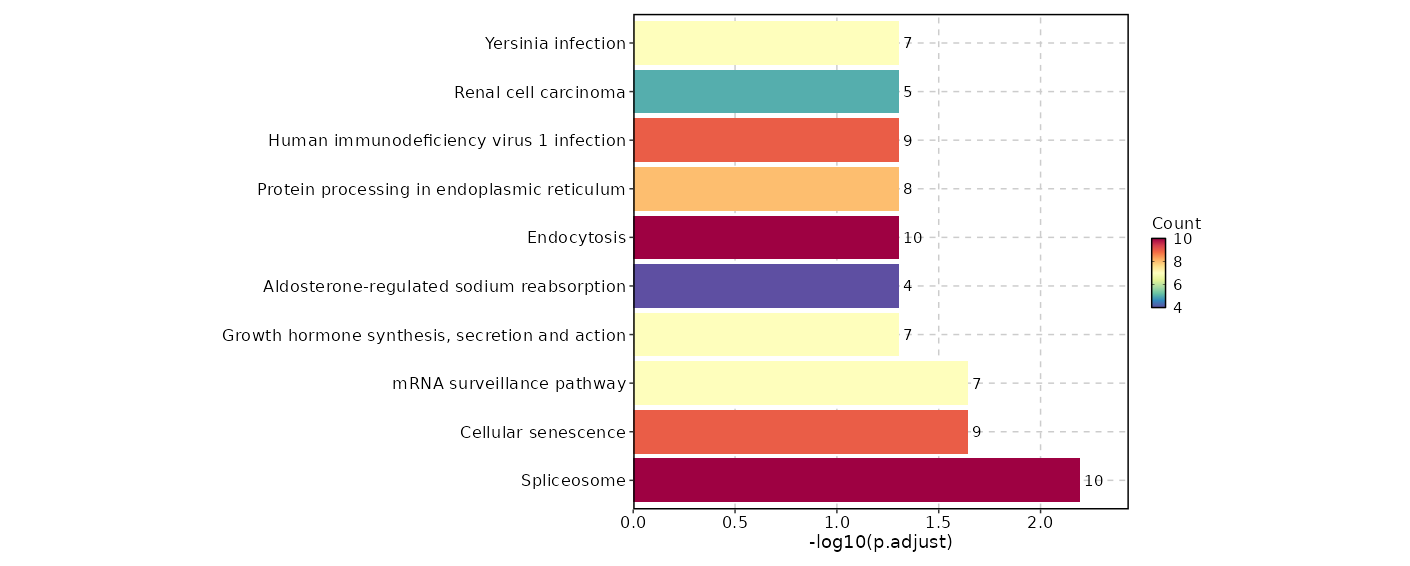 Yersinia infection 7
Renal cell carcinoma 5
Human immunodeficiency virus 1 infection 9
Protein processing in endoplasmic reticulum 8
Endocytosis 10
Aldosterone-regulated sodium reabsorption 4
Growth hormone synthesis, secretion and action 7
mRNA surveillance pathway 7
Cellular senescence 9
Spliceosome 10
0.0 0.5 1.0 1.5 2.0
-log10(p.adjust)
Count
10
8
6
4